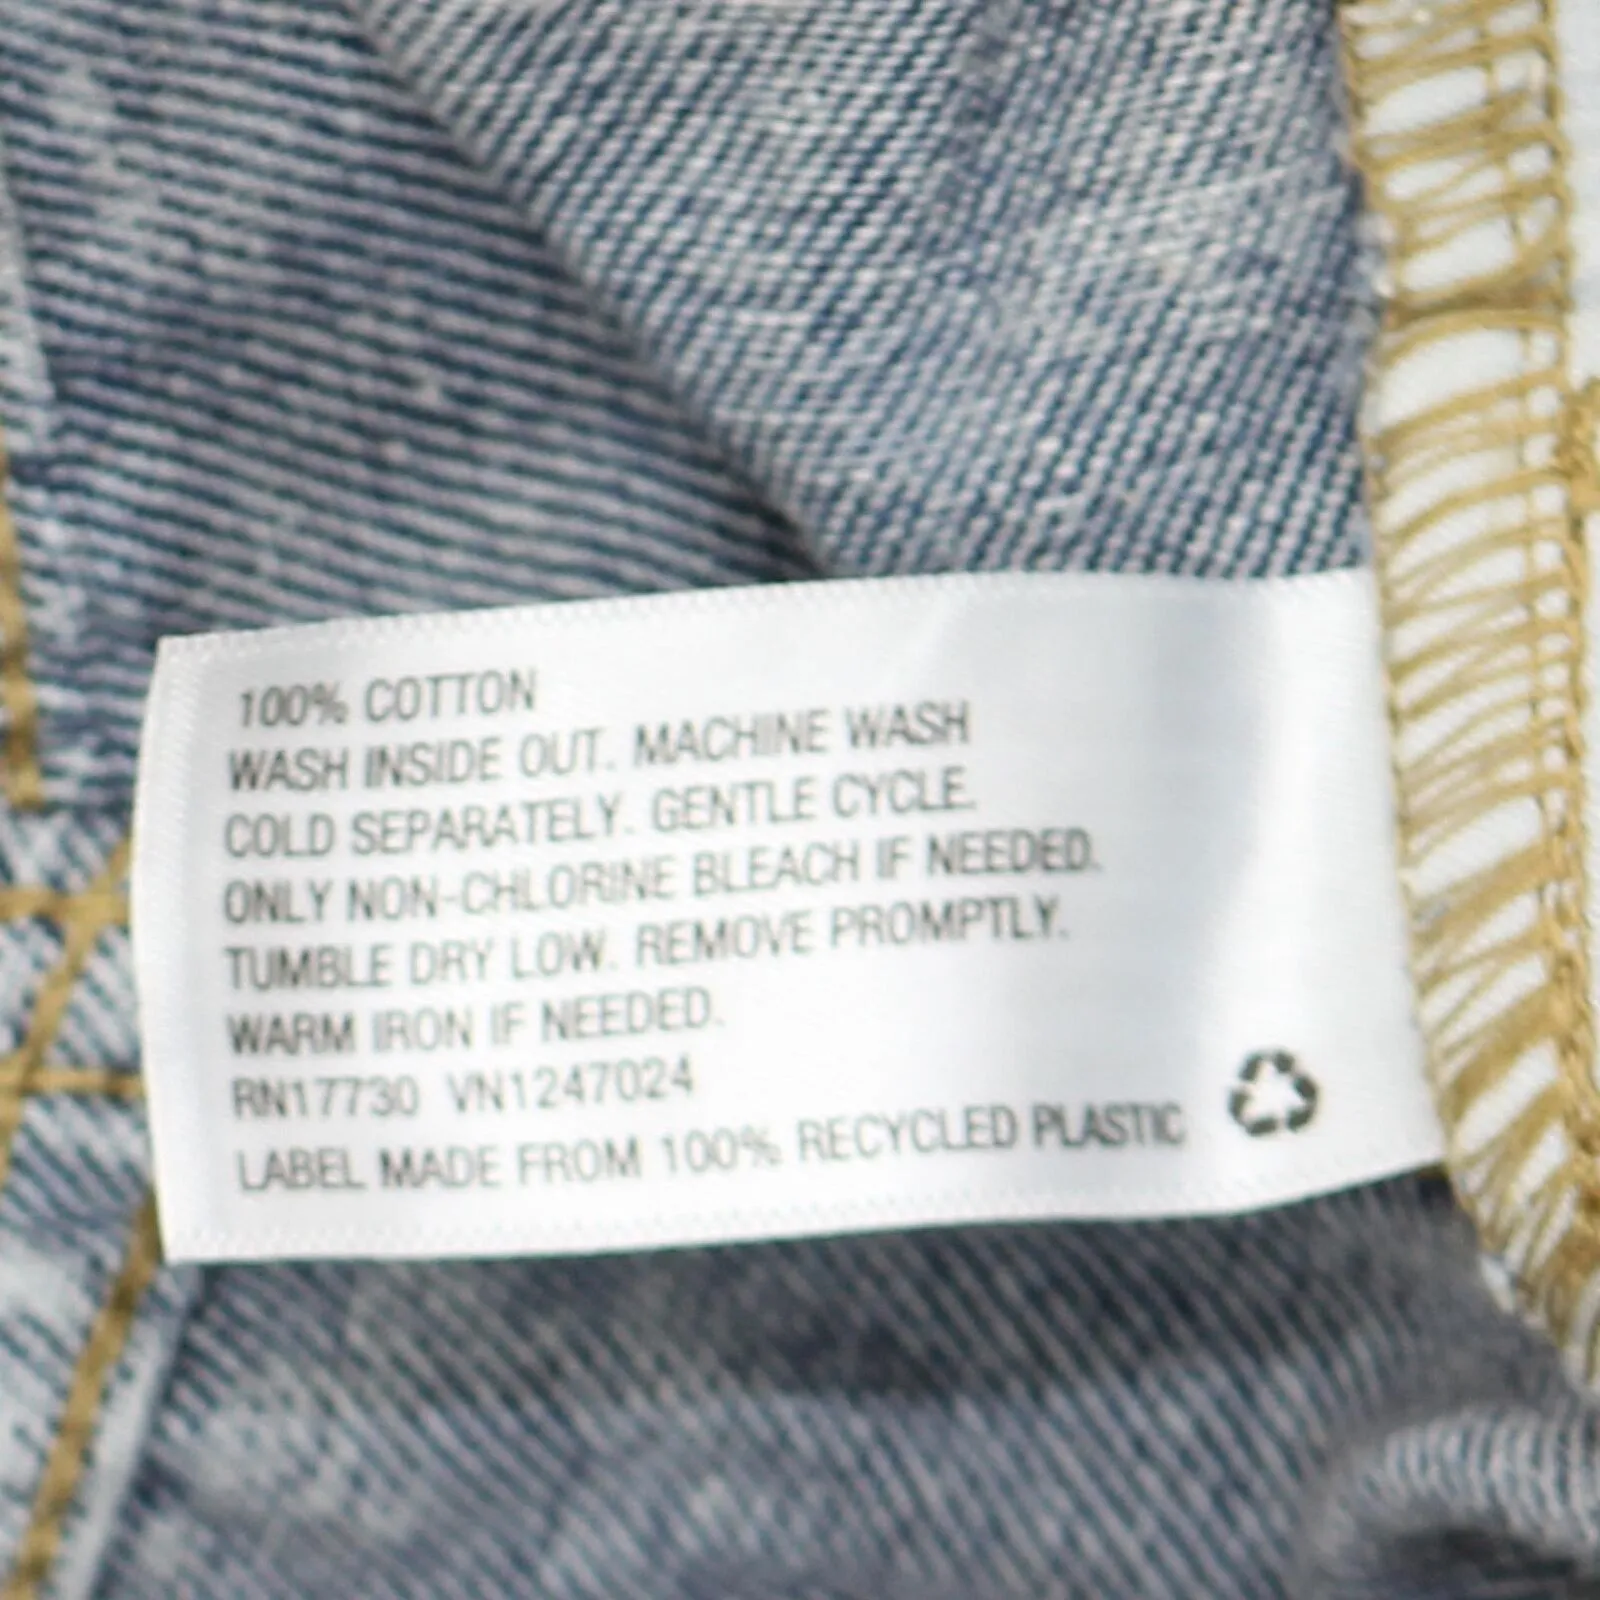 100% COTTON
WASH INSIDE OUT. MACHINE WASH
COLD SEPARATELY. GENTLE CYCLE.
ONLY NON-CHLORINE BLEACH IF NEEDED.
TUMBLE DRY LOW. REMOVE PROMPTLY.
WARM IRON IF NEEDED.
RN17730 VN1247024
LABEL MADE FROM 100% RECYCLED PLASTIC